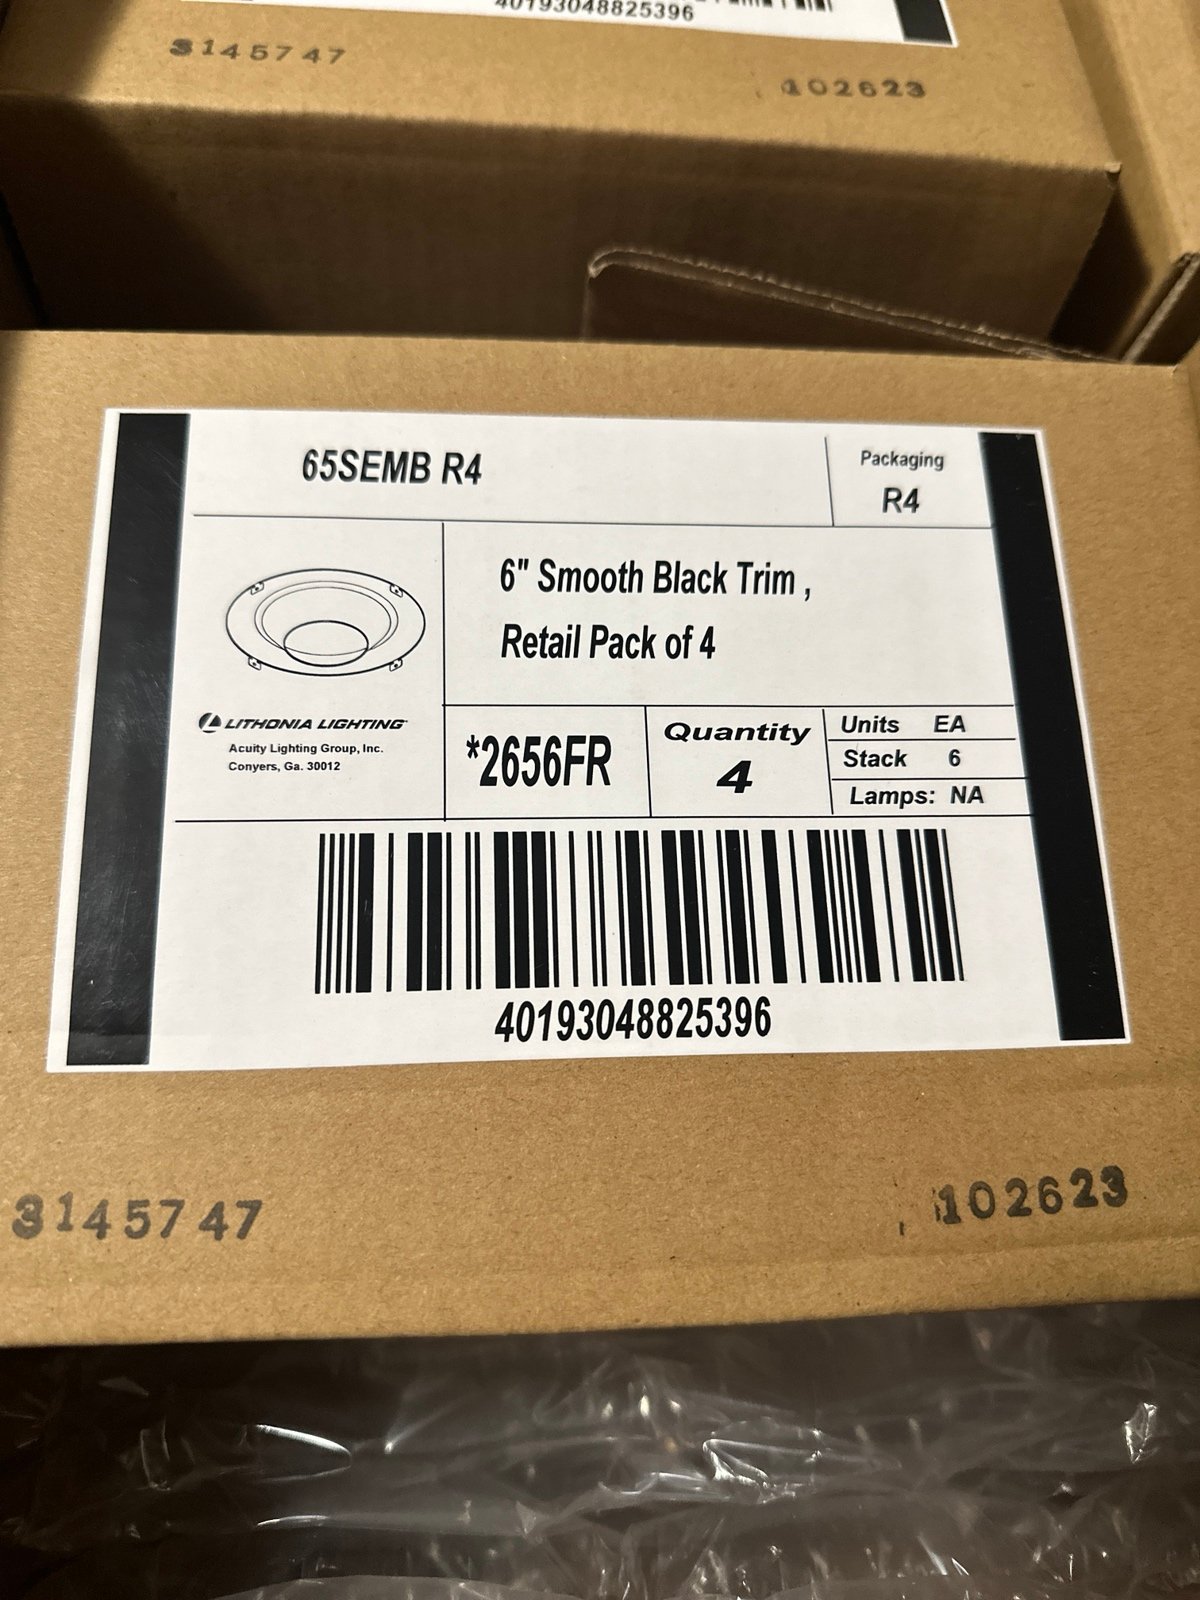 40193048825396
3145747
102623
65SEMB R4
Packaging
R4
6" Smooth Black Trim ,
Retail Pack of 4
LITHONIA LIGHTING
Acuity Lighting Group, Inc.
Conyers, Ga. 30012
*2656FR
Quantity
4
Units EA
Stack 6
Lamps: NA
40193048825396
3145747
102623